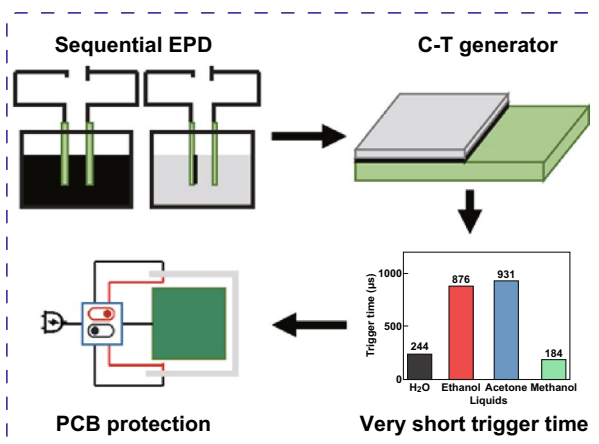 Sequential EPD
C-T generator
Trigger time (μs)
1000
500
0
244
876
931
184
H₂O Ethanol Acetone Methanol
Liquids
PCB protection
Very short trigger time